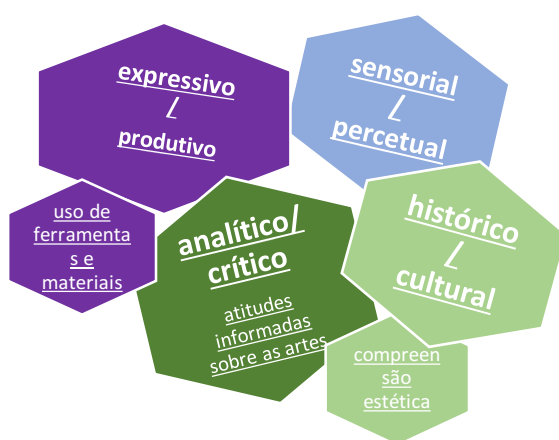 expressivo
/
produtivo
sensorial
/
percetual
uso de
ferramenta
s e
materiais
analítico/
crítico
atitudes
informadas
sobre as artes
histórico
/
cultural
compreen
são
estética